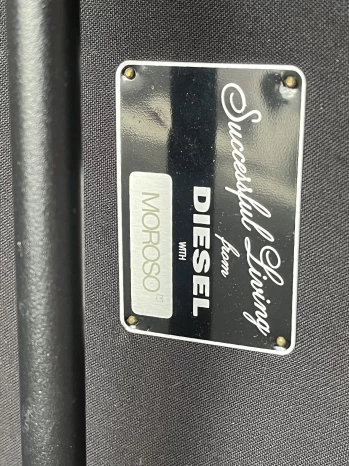 Successful Living
from
DIESEL
WITH
MOROSO